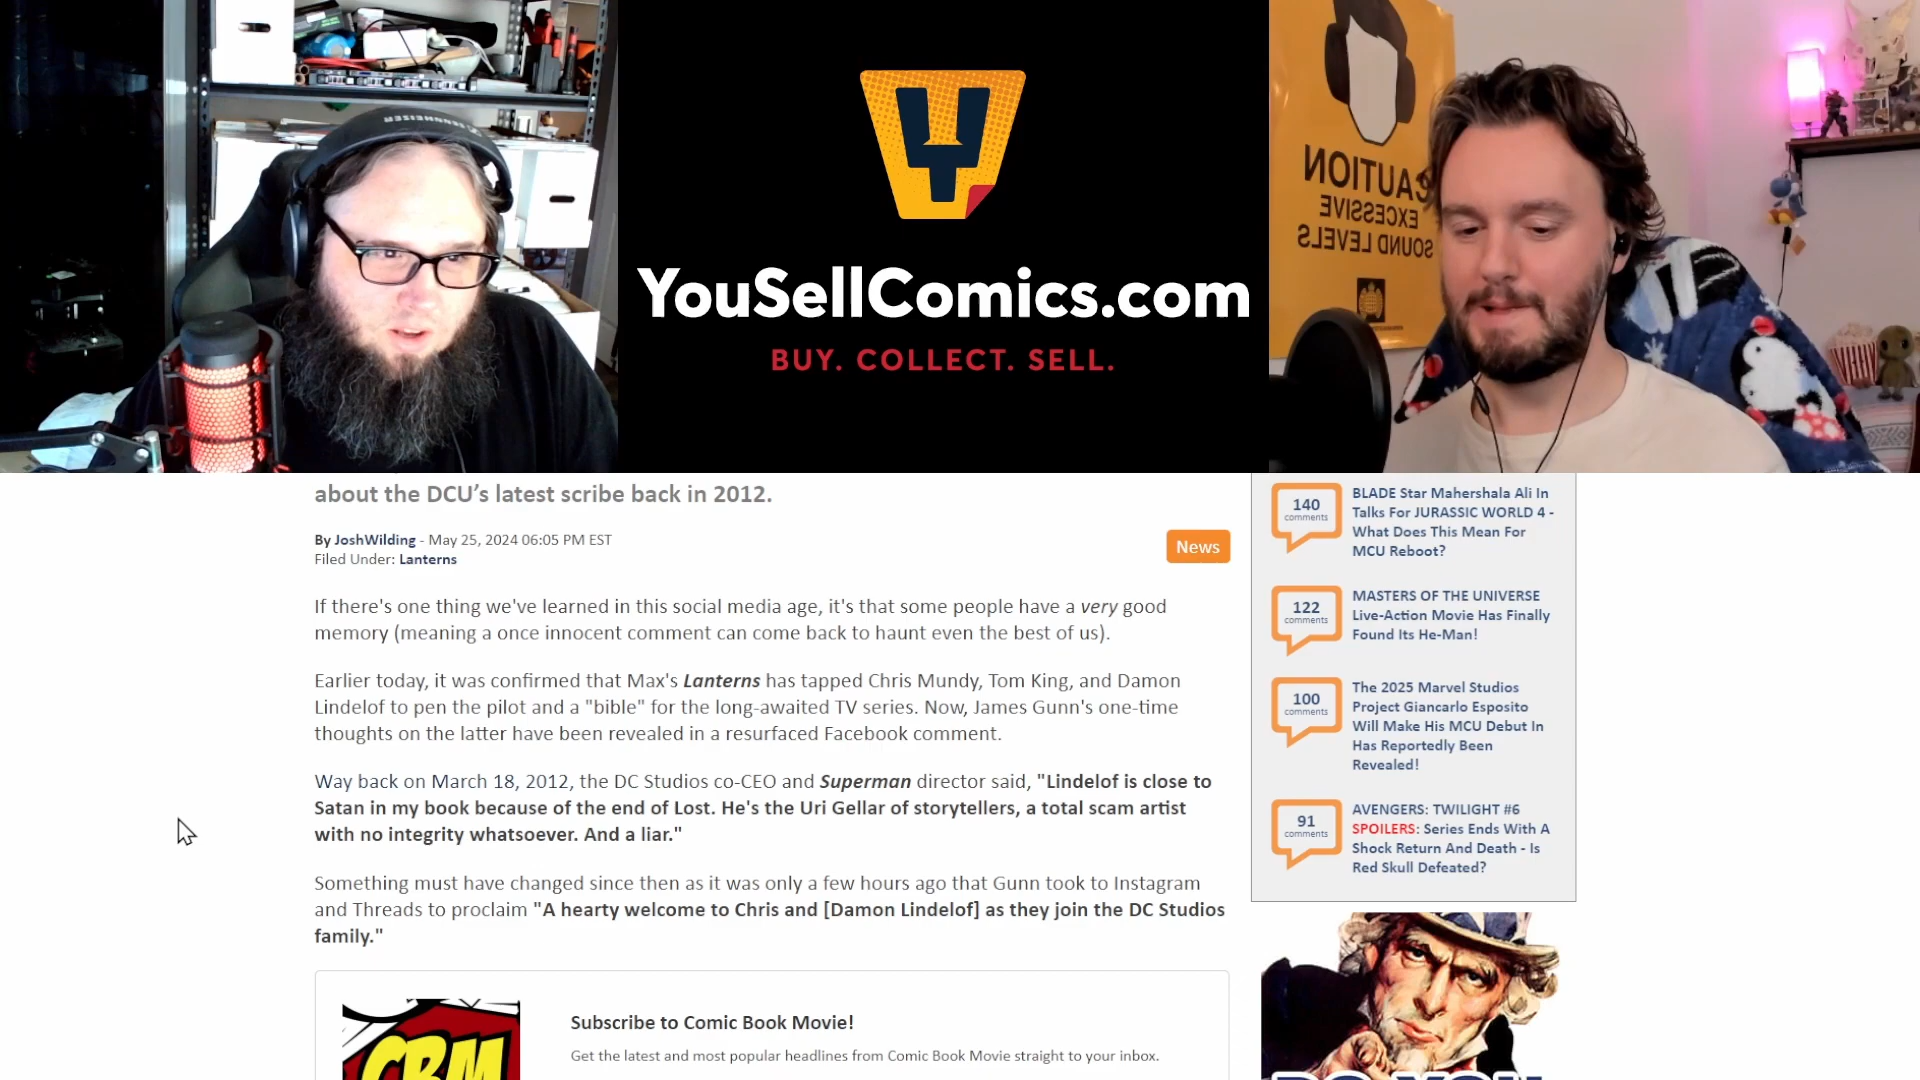 YouSellComics.com
BUY. COLLECT. SELL.
CAUTION
EXCESSIVE
SOUND LEVELS
about the DCU’s latest scribe back in 2012.
By JoshWilding - May 25, 2024 06:05 PM EST
Filed Under: Lanterns
News
If there's one thing we've learned in this social media age, it's that some people have a very good
memory (meaning a once innocent comment can come back to haunt even the best of us).
Earlier today, it was confirmed that Max's Lanterns has tapped Chris Mundy, Tom King, and Damon
Lindelof to pen the pilot and a "bible" for the long-awaited TV series. Now, James Gunn's one-time
thoughts on the latter have been revealed in a resurfaced Facebook comment.
Way back on March 18, 2012, the DC Studios co-CEO and Superman director said, "Lindelof is close to
Satan in my book because of the end of Lost. He's the Uri Gellar of storytellers, a total scam artist
with no integrity whatsoever. And a liar."
Something must have changed since then as it was only a few hours ago that Gunn took to Instagram
and Threads to proclaim "A hearty welcome to Chris and [Damon Lindelof] as they join the DC Studios
family."
CBM
Subscribe to Comic Book Movie!
Get the latest and most popular headlines from Comic Book Movie straight to your inbox.
140
comments
BLADE Star Mahershala Ali In
Talks For JURASSIC WORLD 4 -
What Does This Mean For
MCU Reboot?
122
comments
MASTERS OF THE UNIVERSE
Live-Action Movie Has Finally
Found Its He-Man!
100
comments
The 2025 Marvel Studios
Project Giancarlo Esposito
Will Make His MCU Debut In
Has Reportedly Been
Revealed!
91
comments
AVENGERS: TWILIGHT #6
SPOILERS: Series Ends With A
Shock Return And Death - Is
Red Skull Defeated?
DO YOU